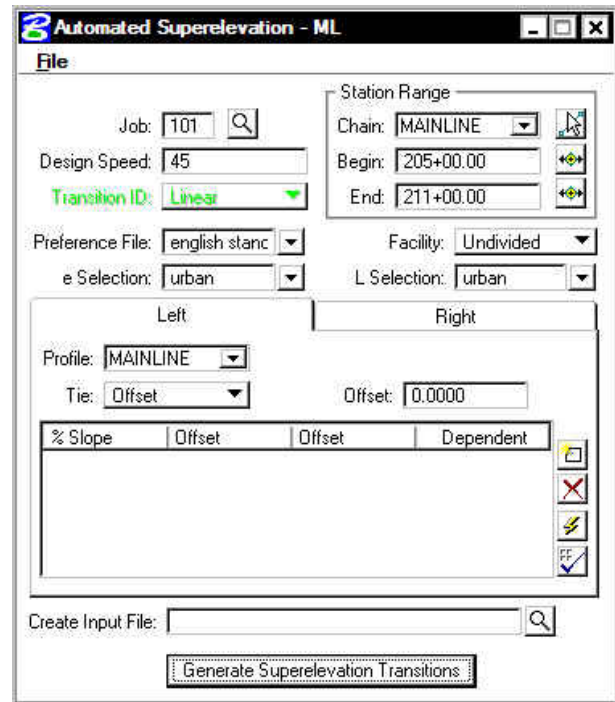 Automated Superelevation - ML
File
Station Range
Job: 101
Chain: MAINLINE
Design Speed: 45
Begin: 205+00.00
Transition ID: Linear
End: 211+00.00
Preference File: english stanc
Facility: Undivided
e Selection: urban
L Selection: urban
Left Right
Profile: MAINLINE
Tie: Offset
Offset: 0.0000
% Slope Offset Offset Dependent
FF
Create Input File:
Generate Superelevation Transitions